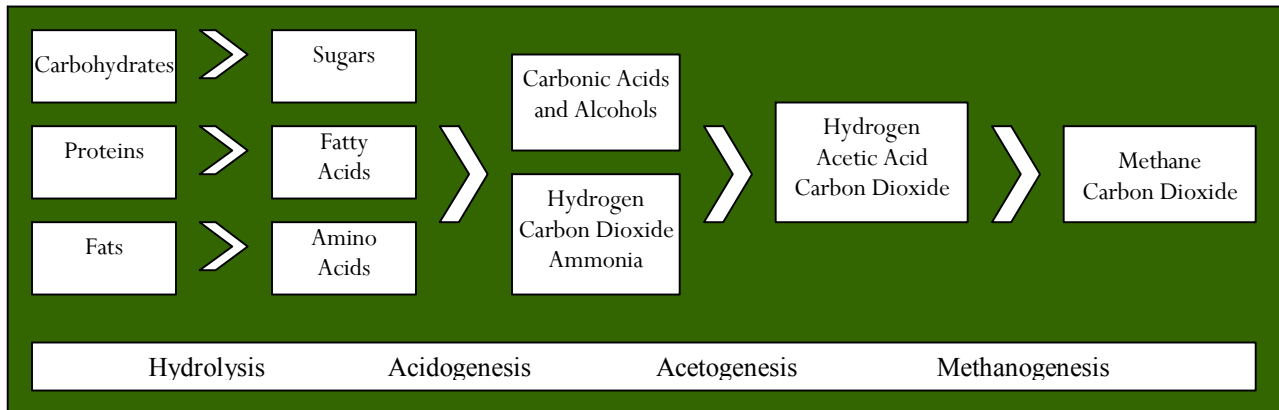 Carbohydrates
Sugars
Proteins
Fatty
Acids
Fats
Amino
Acids
Carbonic Acids
and Alcohols
Hydrogen
Carbon Dioxide
Ammonia
Hydrogen
Acetic Acid
Carbon Dioxide
Methane
Carbon Dioxide
Hydrolysis Acidogenesis Acetogenesis Methanogenesis